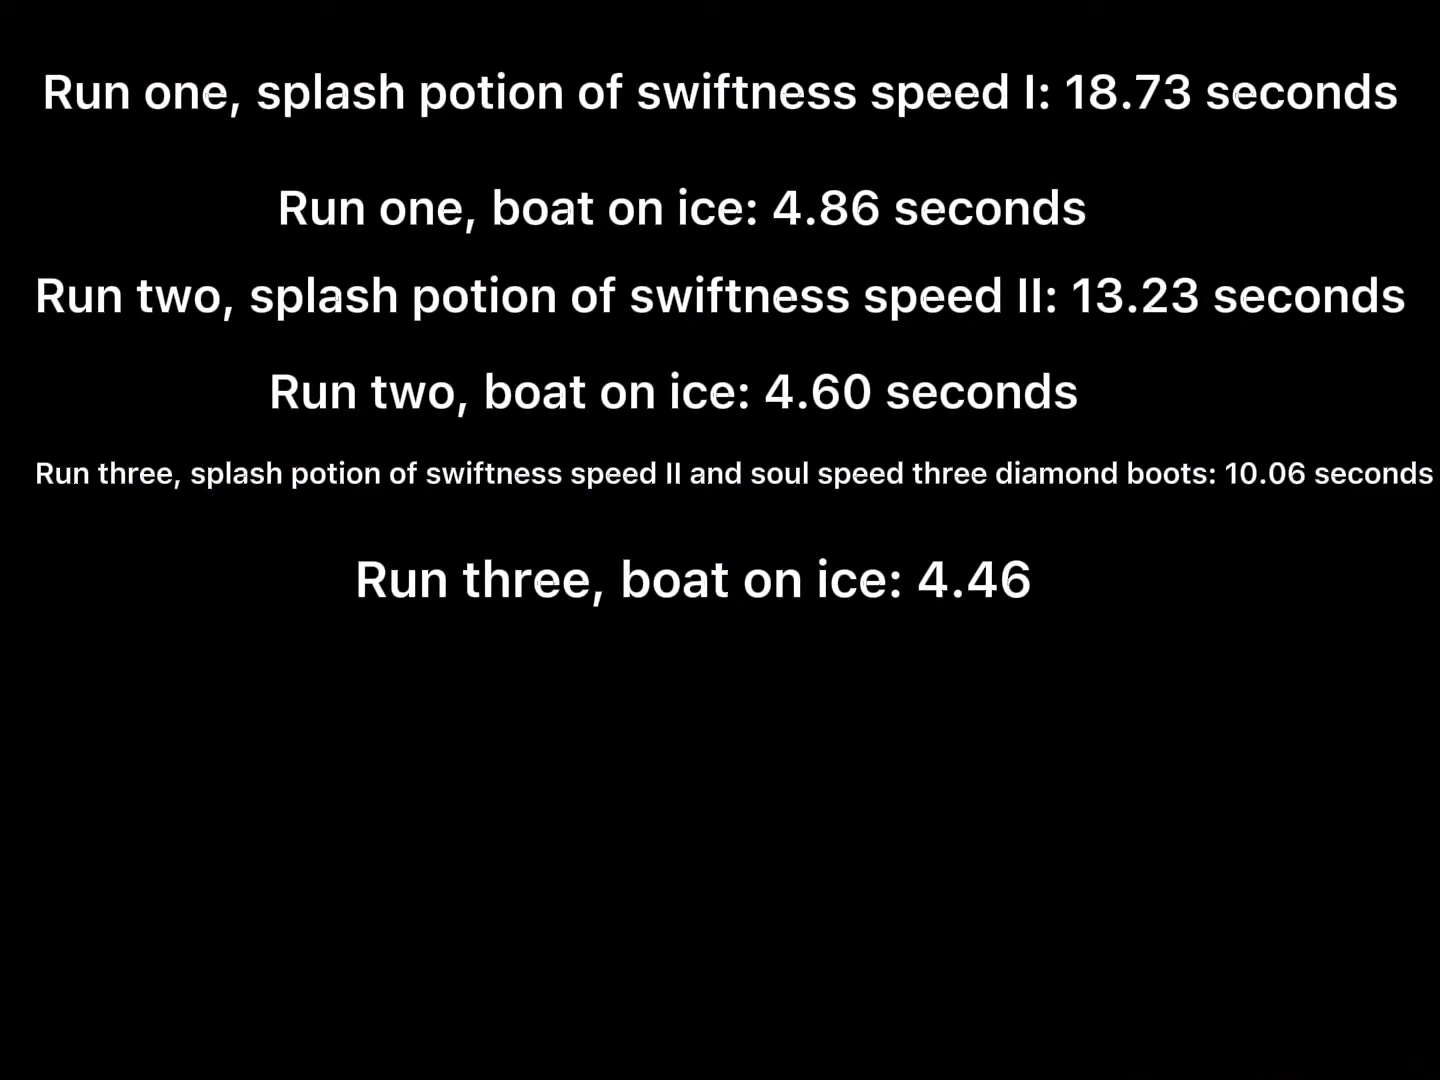 Run one, splash potion of swiftness speed I: 18.73 seconds
Run one, boat on ice: 4.86 seconds
Run two, splash potion of swiftness speed II: 13.23 seconds
Run two, boat on ice: 4.60 seconds
Run three, splash potion of swiftness speed II and soul speed three diamond boots: 10.06 seconds
Run three, boat on ice: 4.46